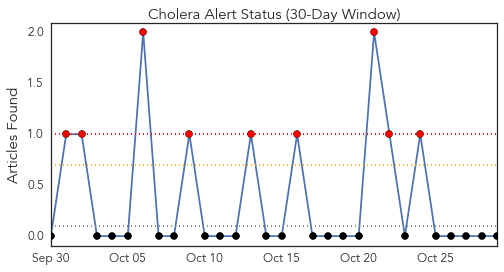 Cholera Alert Status (30-Day Window)
Articles Found
2.0
1.5
1.0
0.5
0.0
Sep 30
Oct 05
Oct 10
Oct 15
Oct 20
Oct 25